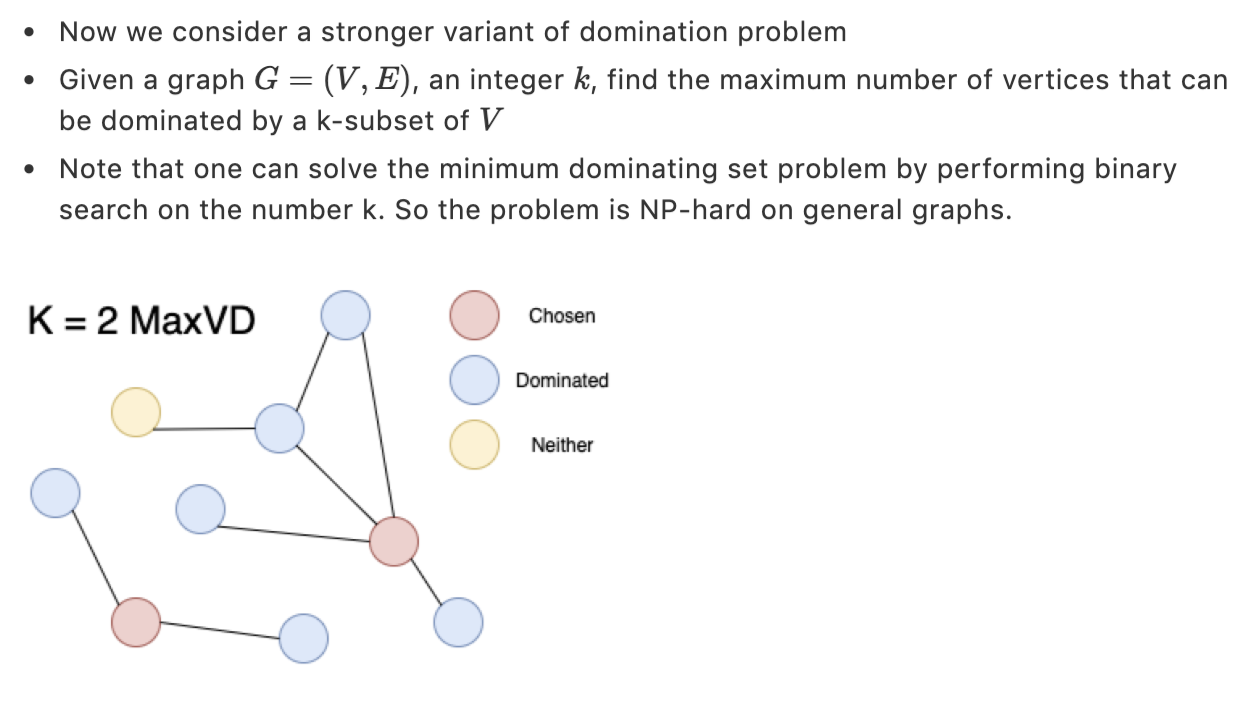 • Now we consider a stronger variant of domination problem
• Given a graph G = (V, E), an integer k, find the maximum number of vertices that can
be dominated by a k-subset of V
• Note that one can solve the minimum dominating set problem by performing binary
search on the number k. So the problem is NP-hard on general graphs.
K = 2 MaxVD
Chosen
Dominated
Neither